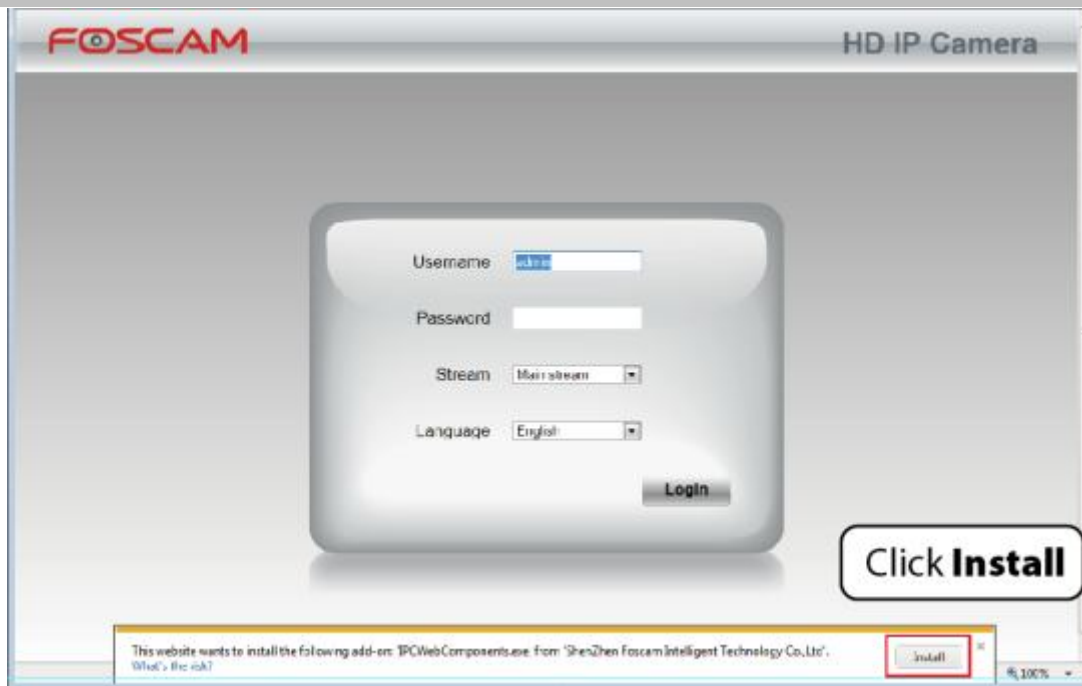 FOSCAM
HD IP Camera
Username admin
Password
Stream Main stream
Language English
Login
Click Install
This website wants to install the following add-on: 'IPCWebComponents.exe' from 'ShenZhen Foscam Intelligent Technology Co.,Ltd'.
What's the risk?
Install
100%